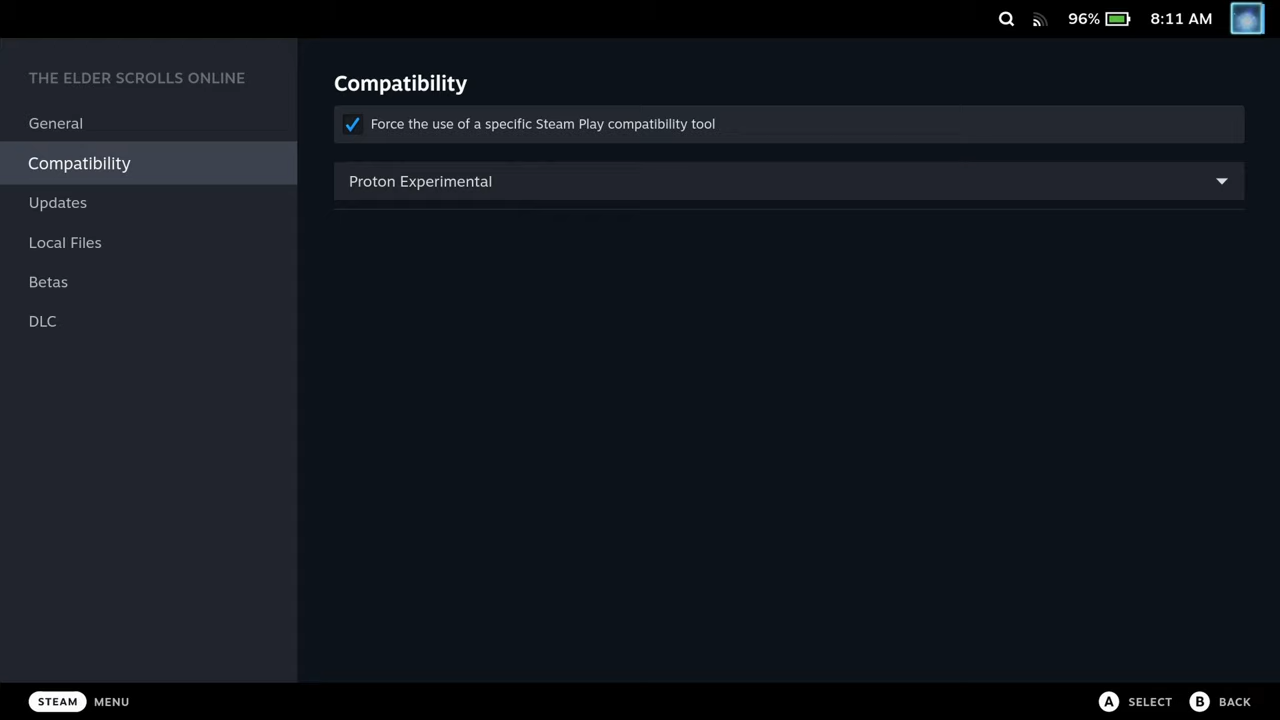 96% 8:11 AM
THE ELDER SCROLLS ONLINE
General
Compatibility
Updates
Local Files
Betas
DLC
Compatibility
Force the use of a specific Steam Play compatibility tool
Proton Experimental
STEAM MENU
A SELECT B BACK